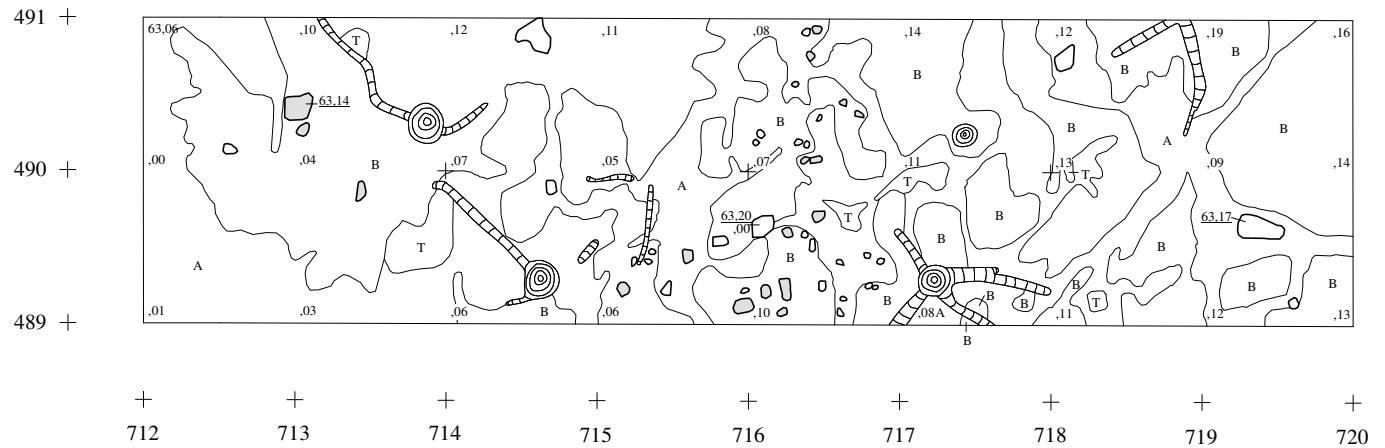 491
63,06 ,10 ,12 ,11 ,08 ,14 ,12 ,19 ,16
T B B B
63,14
B B B
A
490 ,00 ,04 B ,07 ,05 ,07 ,11 ,13 ,09 ,14
T T
A
63,20 T B 63,17
,00
T B B
A B
B B B
B B B T
489 ,01 ,03 ,06 B ,06 ,10 ,08A ,11 ,12 ,13
B
712 713 714 715 716 717 718 719 720